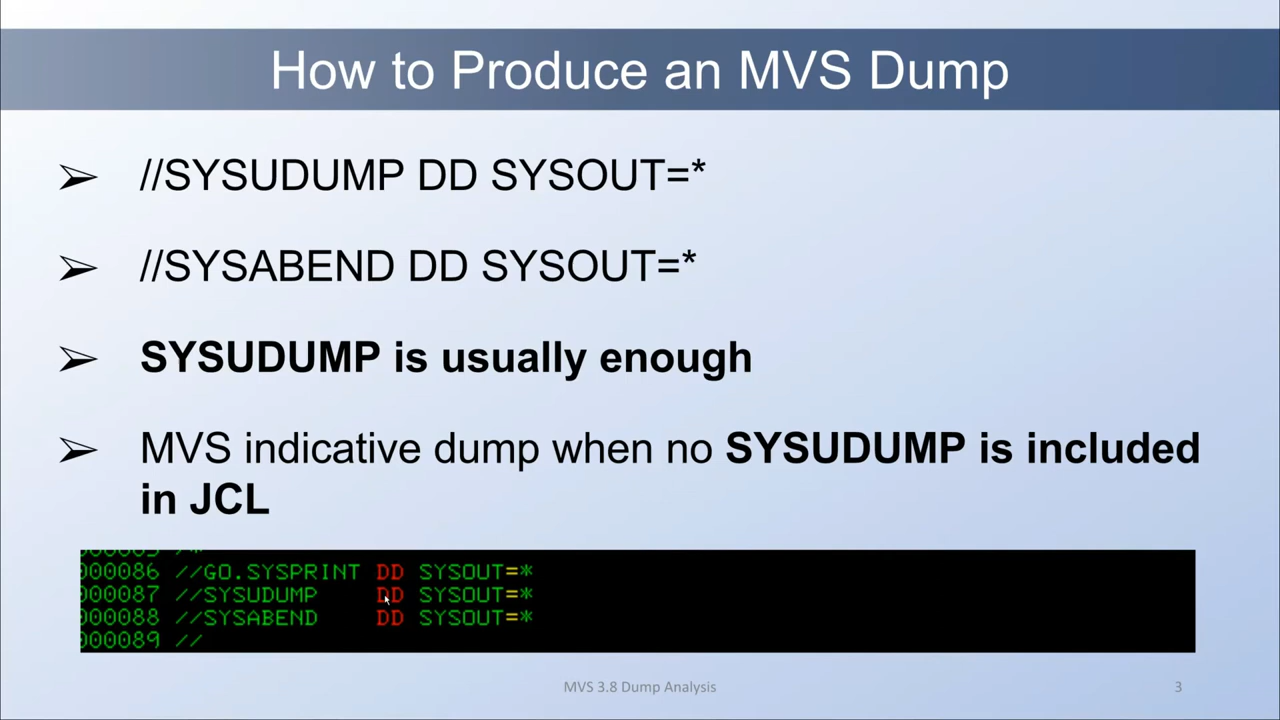 How to Produce an MVS Dump
➢ //SYSUDUMP DD SYSOUT=*
➢ //SYSABEND DD SYSOUT=*
➢ SYSUDUMP is usually enough
➢ MVS indicative dump when no SYSUDUMP is included
in JCL
000085 /*
000086 //GO.SYSPRINT DD SYSOUT=*
000087 //SYSUDUMP DD SYSOUT=*
000088 //SYSABEND DD SYSOUT=*
000089 //
MVS 3.8 Dump Analysis
3